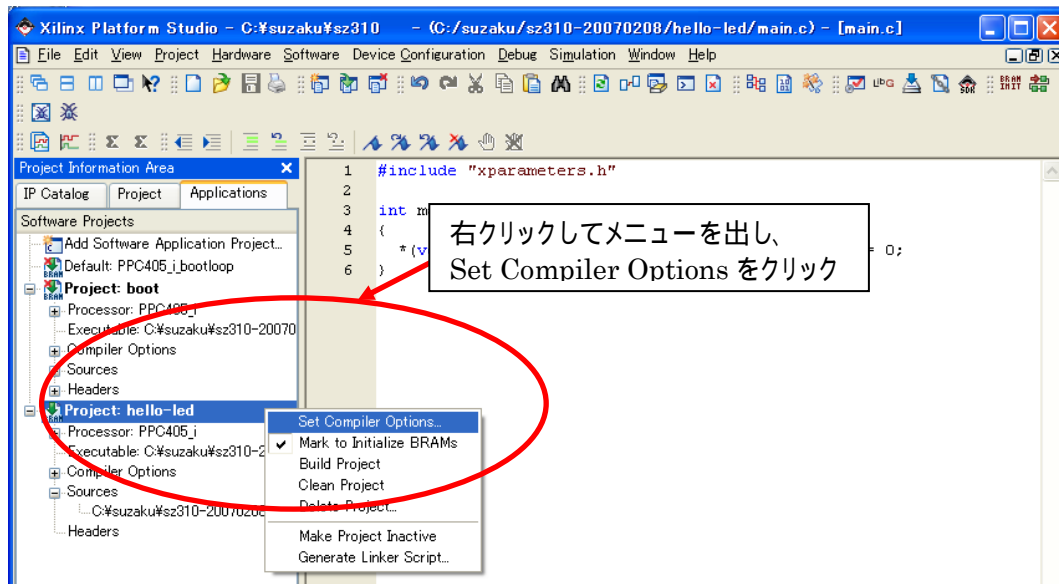 Xilinx Platform Studio - C:¥suzaku¥sz310 - (C:/suzaku/sz310-20070208/hello-led/main.c) - [main.c]
File Edit View Project Hardware Software Device Configuration Debug Simulation Window Help
Project Information Area
IP Catalog Project Applications
Software Projects
Add Software Application Project...
Default: PPC405_i_bootloop
Project: boot
Processor: PPC405_i
Executable: C:¥suzaku¥sz310-20070
Compiler Options
Sources
Headers
Project: hello-led
Processor: PPC405_i
Executable: C:¥suzaku¥sz310-2
Compiler Options
Sources
C:¥suzaku¥sz310-20070208
Headers
1 #include "xparameters.h"
2
3 int m
4 {
5 *(v = 0;
6 }
右クリックしてメニューを出し、
Set Compiler Options をクリック
Set Compiler Options...
Mark to Initialize BRAMs
Build Project
Clean Project
Delete Project...
Make Project Inactive
Generate Linker Script...